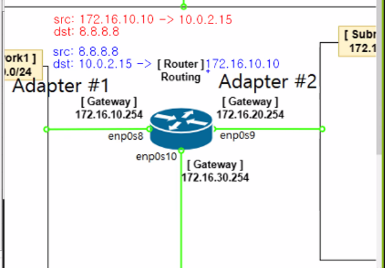 src: 172.16.10.10 -> 10.0.2.15
dst: 8.8.8.8
src: 8.8.8.8
dst: 10.0.2.15 -> 172.16.10.10
[ Router ]
Routing
[ Subn
172.1
ork1 ]
.0/24
Adapter #1
Adapter #2
[ Gateway ]
172.16.10.254
[ Gateway ]
172.16.20.254
enp0s8
enp0s9
enp0s10
[ Gateway ]
172.16.30.254